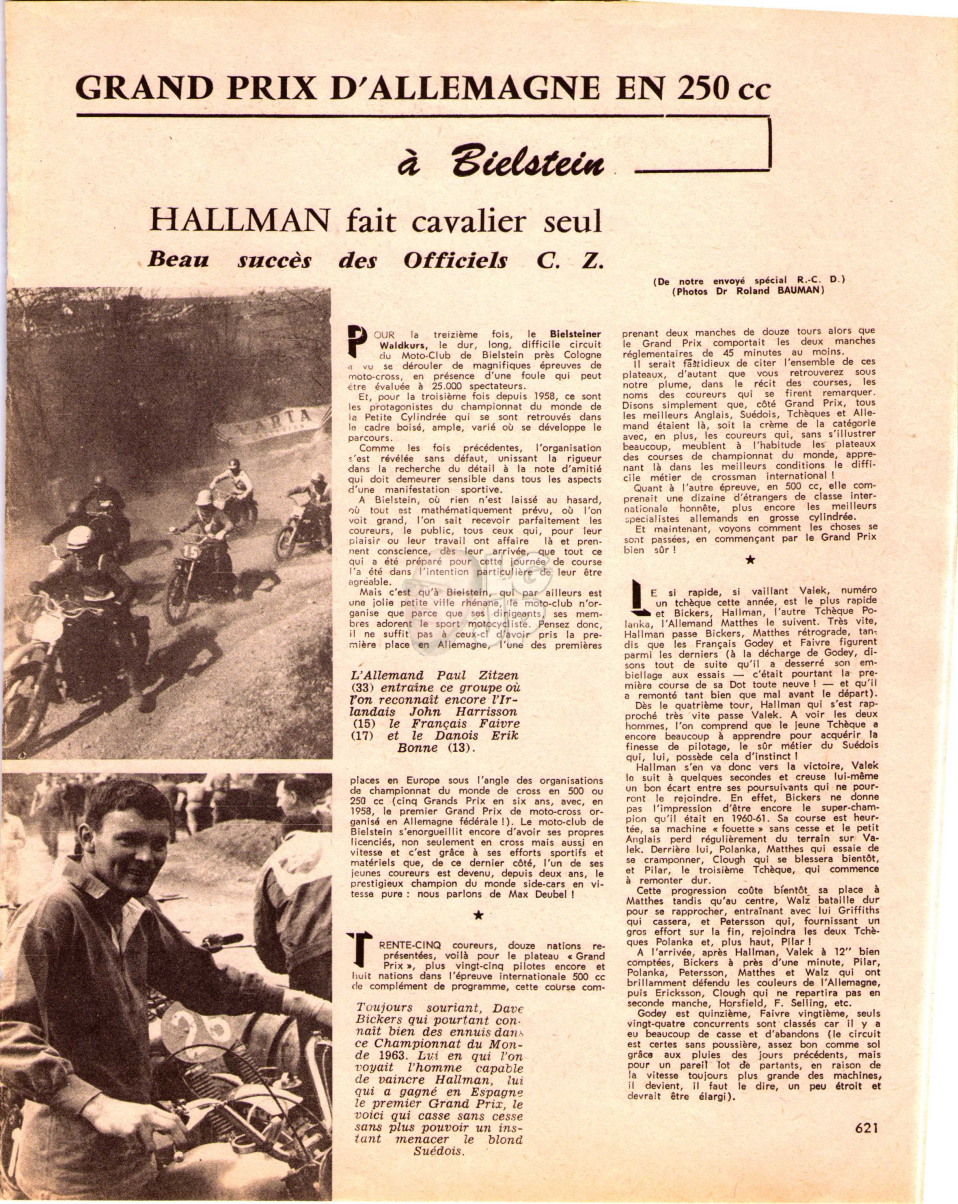 GRAND PRIX D'ALLEMAGNE EN 250 cc
à Bielstein
HALLMAN fait cavalier seul
Beau succès des Officiels C. Z.
(De notre envoyé spécial R.-C. D.)
(Photos Dr Roland BAUMAN)
POUR la treizième fois, le Bielsteiner
Waldkurs, le dur, long, difficile circuit
du Moto-Club de Bielstein près Cologne
a vu se dérouler de magnifiques épreuves de
moto-cross, en présence d'une foule qui peut
être évaluée à 25.000 spectateurs.
Et, pour la troisième fois depuis 1958, ce sont
les protagonistes du championnat du monde de
la Petite Cylindrée qui se sont retrouvés dans
le cadre boisé, ample, varié où se développe le
parcours.
Comme les fois précédentes, l'organisation
s'est révélée sans défaut, unissant la rigueur
dans la recherche du détail à la note d'amitié
qui doit demeurer sensible dans tous les aspects
d'une manifestation sportive.
A Bielstein, où rien n'est laissé au hasard,
où tout est mathématiquement prévu, où l'on
voit grand, l'on sait recevoir parfaitement les
coureurs, le public, tous ceux qui, pour leur
plaisir ou leur travail ont affaire là et pren-
nent conscience, dès leur arrivée, que tout ce
qui a été préparé pour cette journée de course
l'a été dans l'intention particulière de leur être
agréable.
Mais c'est qu'à Bielstein, qui par ailleurs est
une jolie petite ville rhénane, le moto-club n'or-
ganise que parce que ses dirigeants, ses mem-
bres adorent le sport motocycliste. Pensez donc,
il ne suffit pas à ceux-ci d'avoir pris la pre-
mière place en Allemagne, l'une des premières
L'Allemand Paul Zitzen
(33) entraîne ce groupe où
l'on reconnaît encore l'Ir-
landais John Harrisson
(15) le Français Faivre
(17) et le Danois Erik
Bonne (13).
places en Europe sous l'angle des organisations
de championnat du monde de cross en 500 ou
250 cc (cinq Grands Prix en six ans, avec, en
1958, le premier Grand Prix de moto-cross or-
ganisé en Allemagne fédérale !). Le moto-club de
Bielstein s'enorgueillit encore d'avoir ses propres
licenciés, non seulement en cross mais aussi en
vitesse et c'est grâce à ses efforts sportifs et
matériels que, de ce dernier côté, l'un de ses
jeunes coureurs est devenu, depuis deux ans, le
prestigieux champion du monde side-cars en vi-
tesse pure : nous parlons de Max Deubel !
★
TRENTE-CINQ coureurs, douze nations re-
présentées, voilà pour le plateau « Grand
Prix », plus vingt-cinq pilotes encore et
huit nations dans l'épreuve internationale 500 cc
de complément de programme, cette course com-
Toujours souriant, Dave
Bickers qui pourtant con-
naît bien des ennuis dans
ce Championnat du Mon-
de 1963. Lui en qui l'on
voyait l'homme capable
de vaincre Hallman, lui
qui a gagné en Espagne
le premier Grand Prix, le
voici qui casse sans cesse
sans plus pouvoir un ins-
tant menacer le blond
Suédois.
prenant deux manches de douze tours alors que
le Grand Prix comportait les deux manches
réglementaires de 45 minutes au moins.
Il serait fastidieux de citer l'ensemble de ces
plateaux, d'autant que vous retrouverez sous
notre plume, dans le récit des courses, les
noms des coureurs qui se firent remarquer.
Disons simplement que, côté Grand Prix, tous
les meilleurs Anglais, Suédois, Tchèques et Alle-
mand étaient là, soit la crème de la catégorie
avec, en plus, les coureurs qui, sans s'illustrer
beaucoup, meublent à l'habitude les plateaux
des courses de championnat du monde, appre-
nant là dans les meilleurs conditions le diffi-
cile métier de crossman international !
Quant à l'autre épreuve, en 500 cc, elle com-
prenait une dizaine d'étrangers de classe inter-
nationale honnête, plus encore les meilleurs
specialistes allemands en grosse cylindrée.
Et maintenant, voyons comment les choses se
sont passées, en commençant par le Grand Prix
bien sûr !
★
LE si rapide, si vaillant Valek, numéro
un tchèque cette année, est le plus rapide
et Bickers, Hallman, l'autre Tchèque Po-
lanka, l'Allemand Matthes le suivent. Très vite,
Hallman passe Bickers, Matthes rétrograde, tan-
dis que les Français Godey et Faivre figurent
parmi les derniers (à la décharge de Godey, di-
sons tout de suite qu'il a desserré son em-
biellage aux essais — c'était pourtant la pre-
mière course de sa Dot toute neuve ! — et qu'il
a remonté tant bien que mal avant le départ).
Dès le quatrième tour, Hallman qui s'est rap-
proché très vite passe Valek. A voir les deux
hommes, l'on comprend que le jeune Tchèque a
encore beaucoup à apprendre pour acquérir la
finesse de pilotage, le sûr métier du Suédois
qui, lui, possède cela d'instinct !
Hallman s'en va donc vers la victoire, Valek
le suit à quelques secondes et creuse lui-même
un bon écart entre ses poursuivants qui ne pour-
ront le rejoindre. En effet, Bickers ne donne
pas l'impression d'être encore le super-cham-
pion qu'il était en 1960-61. Sa course est heur-
tée, sa machine « fouette » sans cesse et le petit
Anglais perd régulièrement du terrain sur Va-
lek. Derrière lui, Polanka, Matthes qui essaie de
se cramponner, Clough qui se blessera bientôt,
et Pilar, le troisième Tchèque, qui commence
à remonter dur.
Cette progression coûte bientôt sa place à
Matthes tandis qu'au centre, Walz bataille dur
pour se rapprocher, entraînant avec lui Griffiths
qui cassera, et Petersson qui, fournissant un
gros effort sur la fin, rejoindra les deux Tchè-
ques Polanka et, plus haut, Pilar !
A l'arrivée, après Hallman, Valek à 12" bien
comptées, Bickers à près d'une minute, Pilar,
Polanka, Petersson, Matthes et Walz qui ont
brillamment défendu les couleurs de l'Allemagne,
puis Ericksson, Clough qui ne repartira pas en
seconde manche, Horsfield, F. Selling, etc.
Godey est quinzième, Faivre vingtième, seuls
vingt-quatre concurrents sont classés car il y a
eu beaucoup de casse et d'abandons (le circuit
est certes sans poussière, assez bon comme sol
grâce aux pluies des jours précédents, mais
pour un pareil lot de partants, en raison de
la vitesse toujours plus grande des machines,
il devient, il faut le dire, un peu étroit et
devrait être élargi).
621
15